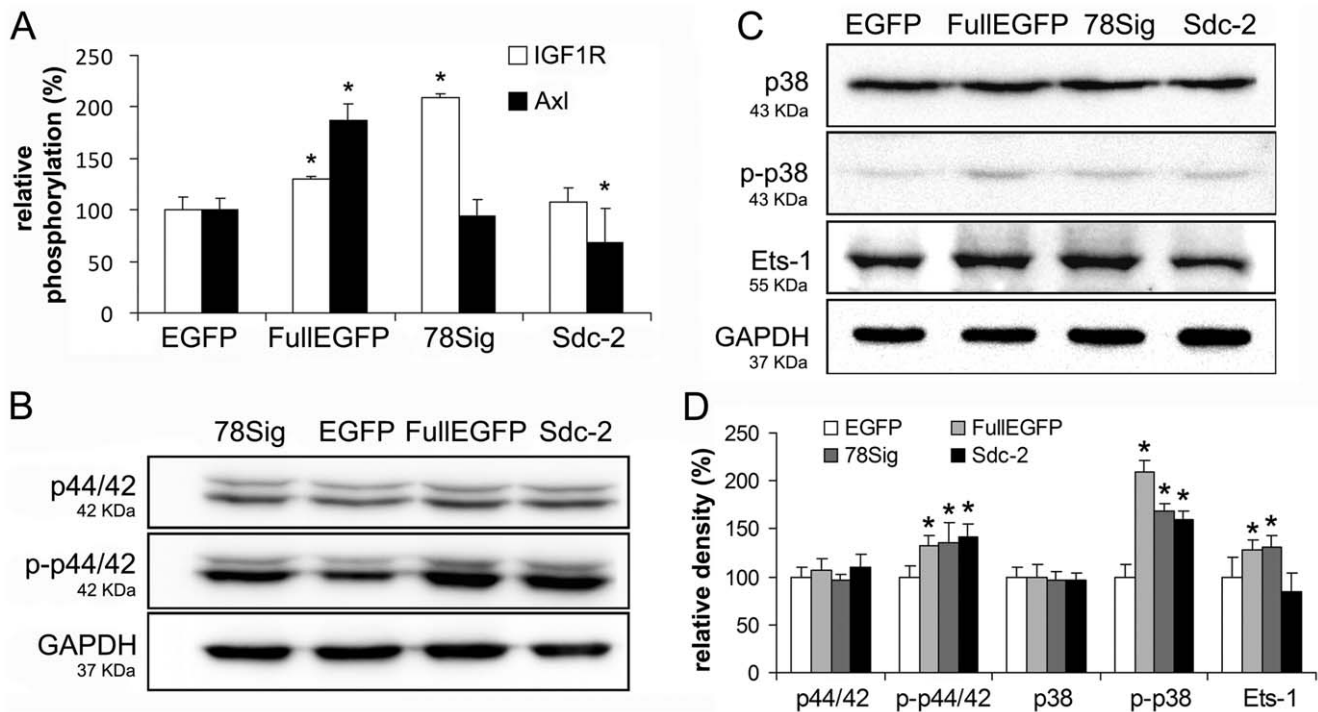 A
relative phosphorylation (%)
250
200
150
100
50
0
IGF1R
Axl
* * * *
EGFP FullEGFP 78Sig Sdc-2
B
78Sig EGFP FullEGFP Sdc-2
p44/42
42 KDa
p-p44/42
42 KDa
GAPDH
37 KDa
C
EGFP FullEGFP 78Sig Sdc-2
p38
43 KDa
p-p38
43 KDa
Ets-1
55 KDa
GAPDH
37 KDa
D
relative density (%)
250
200
150
100
50
0
EGFP FullEGFP
78Sig Sdc-2
* * * * * * * *
p44/42 p-p44/42 p38 p-p38 Ets-1